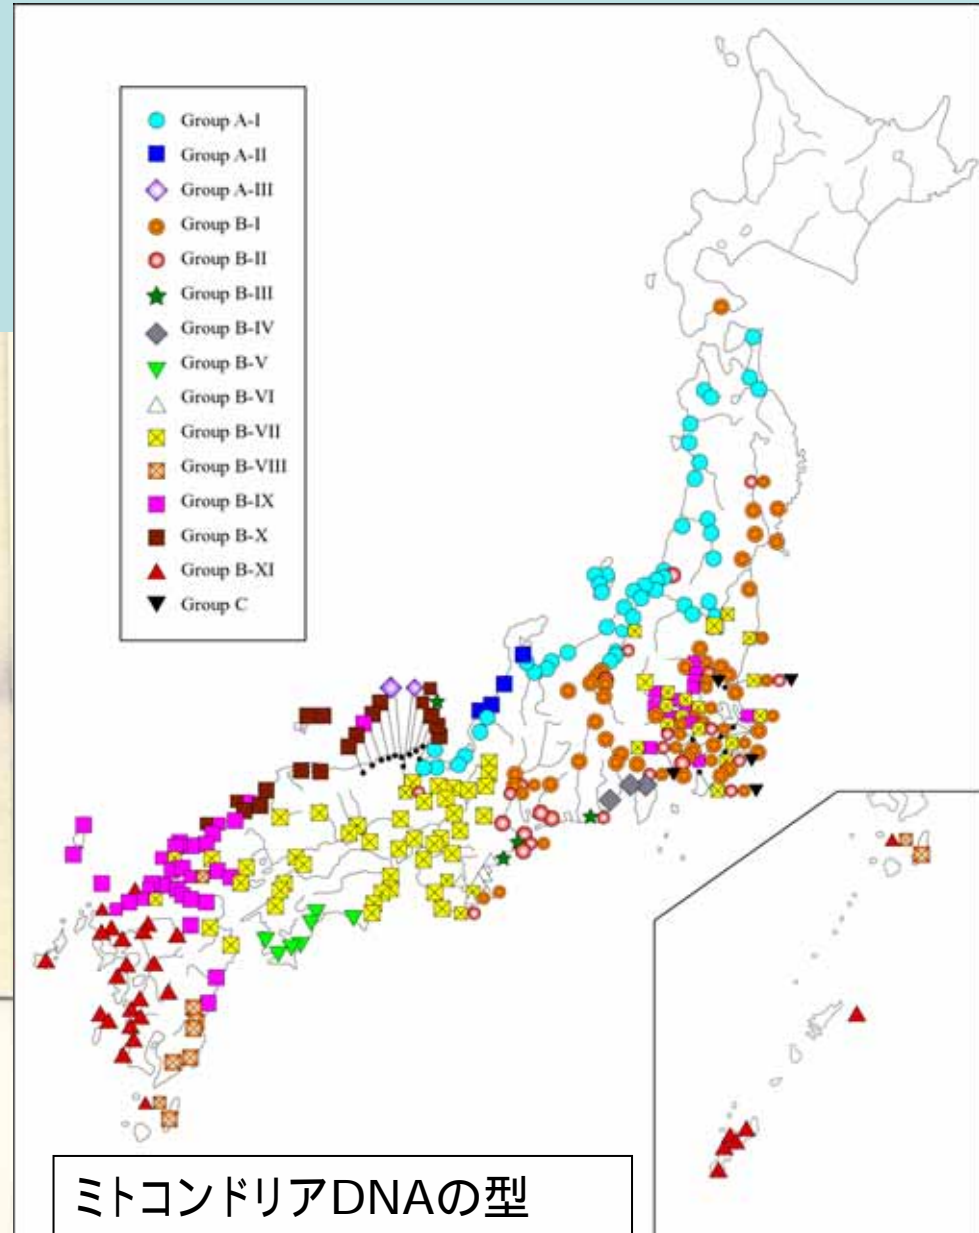 Group A-I
Group A-II
Group A-III
Group B-I
Group B-II
Group B-III
Group B-IV
Group B-V
Group B-VI
Group B-VII
Group B-VIII
Group B-IX
Group B-X
Group B-XI
Group C
ミトコンドリアDNAの型